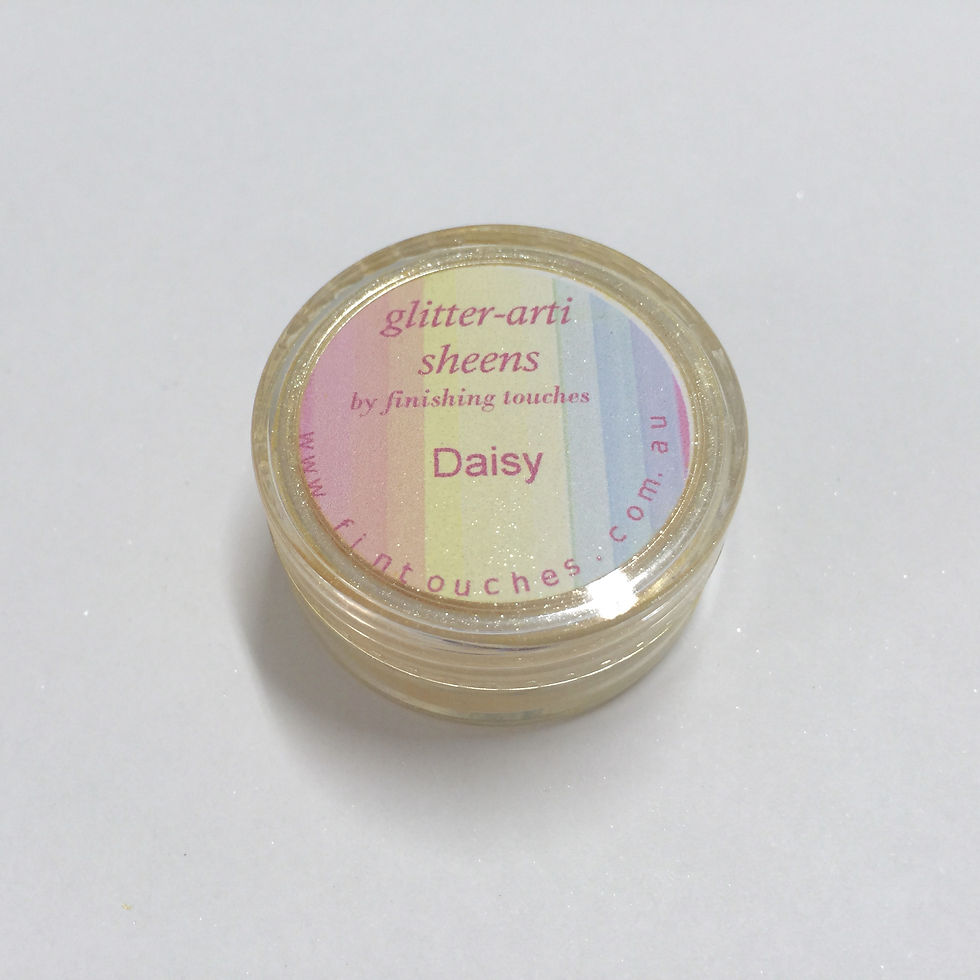 glitter-arti
sheens
by finishing touches
Daisy
www.fintouches.com.au